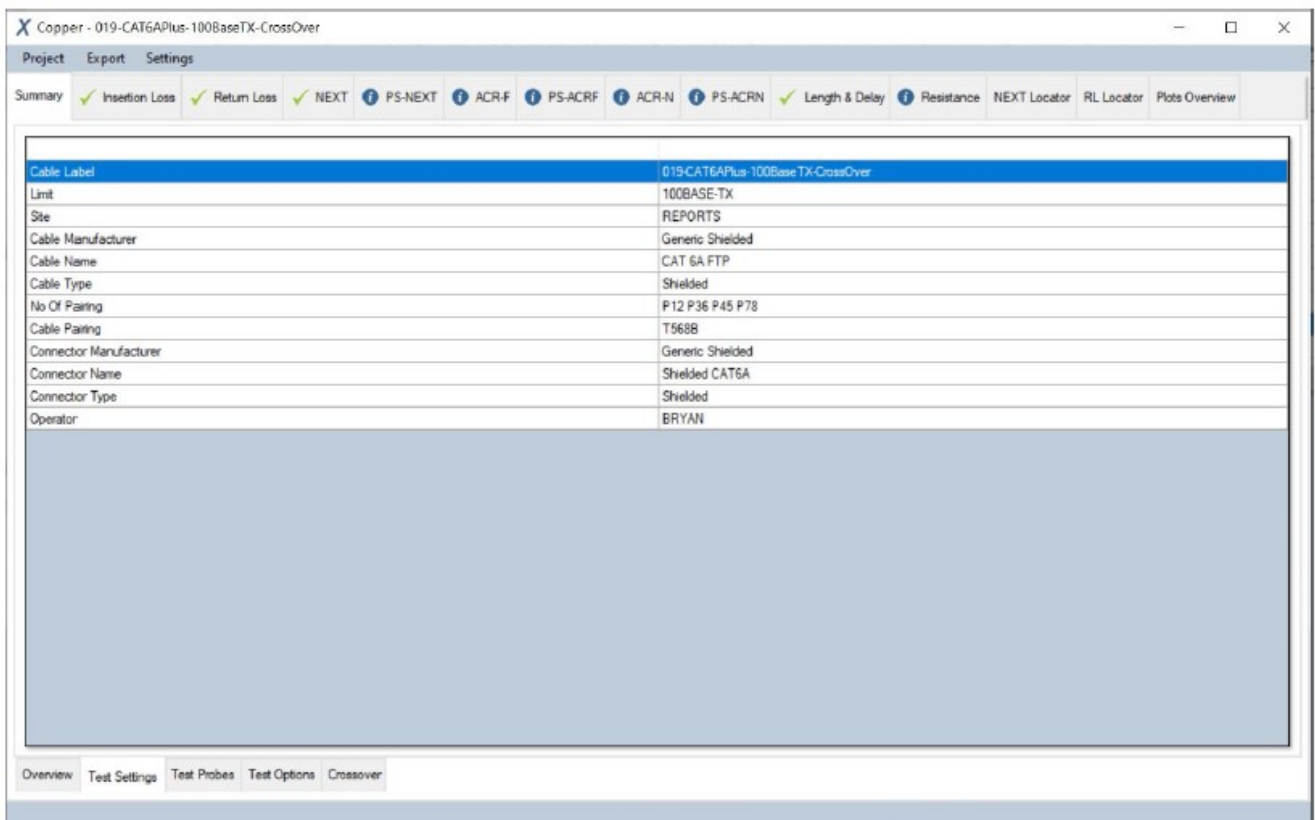 Copper - 019-CAT6APlus-100BaseTX-CrossOver
Project Export Settings
Summary Insertion Loss Return Loss NEXT PS-NEXT ACR-F PS-ACRF ACR-N PS-ACRN Length & Delay Resistance NEXT Locator RL Locator Plots Overview
Cable Label 019-CAT6APlus-100BaseTX-CrossOver
Limit 100BASE-TX
Site REPORTS
Cable Manufacturer Generic Shielded
Cable Name CAT 6A FTP
Cable Type Shielded
No Of Pairing P12 P36 P45 P78
Cable Pairing T568B
Connector Manufacturer Generic Shielded
Connector Name Shielded CAT6A
Connector Type Shielded
Operator BRYAN
Overview Test Settings Test Probes Test Options Crossover